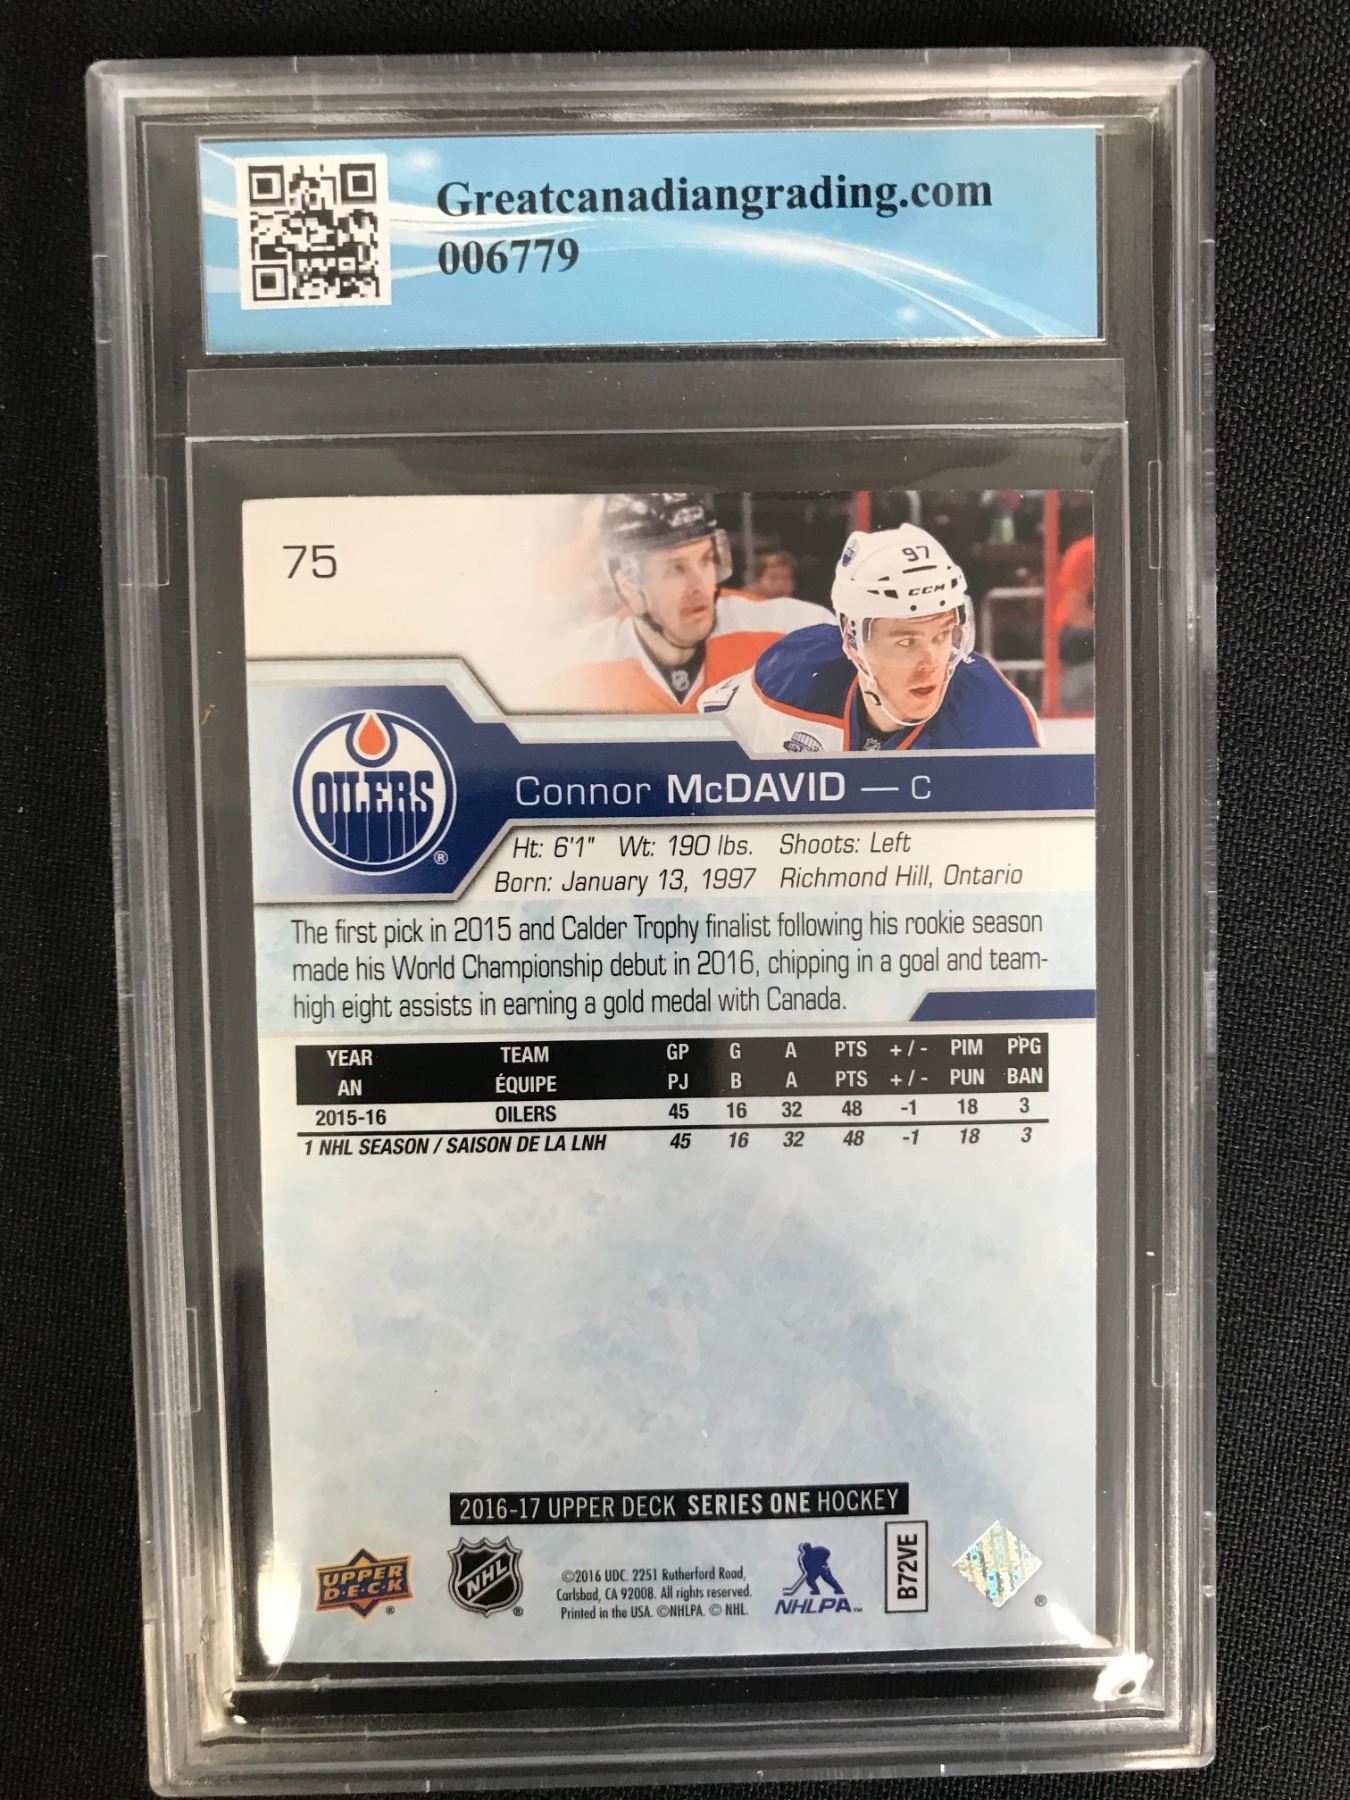 Greatcanadiangrading.com
006779
75
97
CCM
97
OILERS
®
Connor McDAVID — C
Ht: 6'1" Wt: 190 lbs. Shoots: Left
Born: January 13, 1997 Richmond Hill, Ontario
The first pick in 2015 and Calder Trophy finalist following his rookie season
made his World Championship debut in 2016, chipping in a goal and team-
high eight assists in earning a gold medal with Canada.
YEAR TEAM GP G A PTS +/- PIM PPG
AN ÉQUIPE PJ B A PTS +/- PUN BAN
2015-16 OILERS 45 16 32 48 -1 18 3
1 NHL SEASON / SAISON DE LA LNH 45 16 32 48 -1 18 3
2016-17 UPPER DECK SERIES ONE HOCKEY
UPPER
D·E·C·K
®
NHL
®
©2016 UDC. 2251 Rutherford Road,
Carlsbad, CA 92008. All rights reserved.
Printed in the USA. ©NHLPA. © NHL.
NHLPA™
B72VE
®